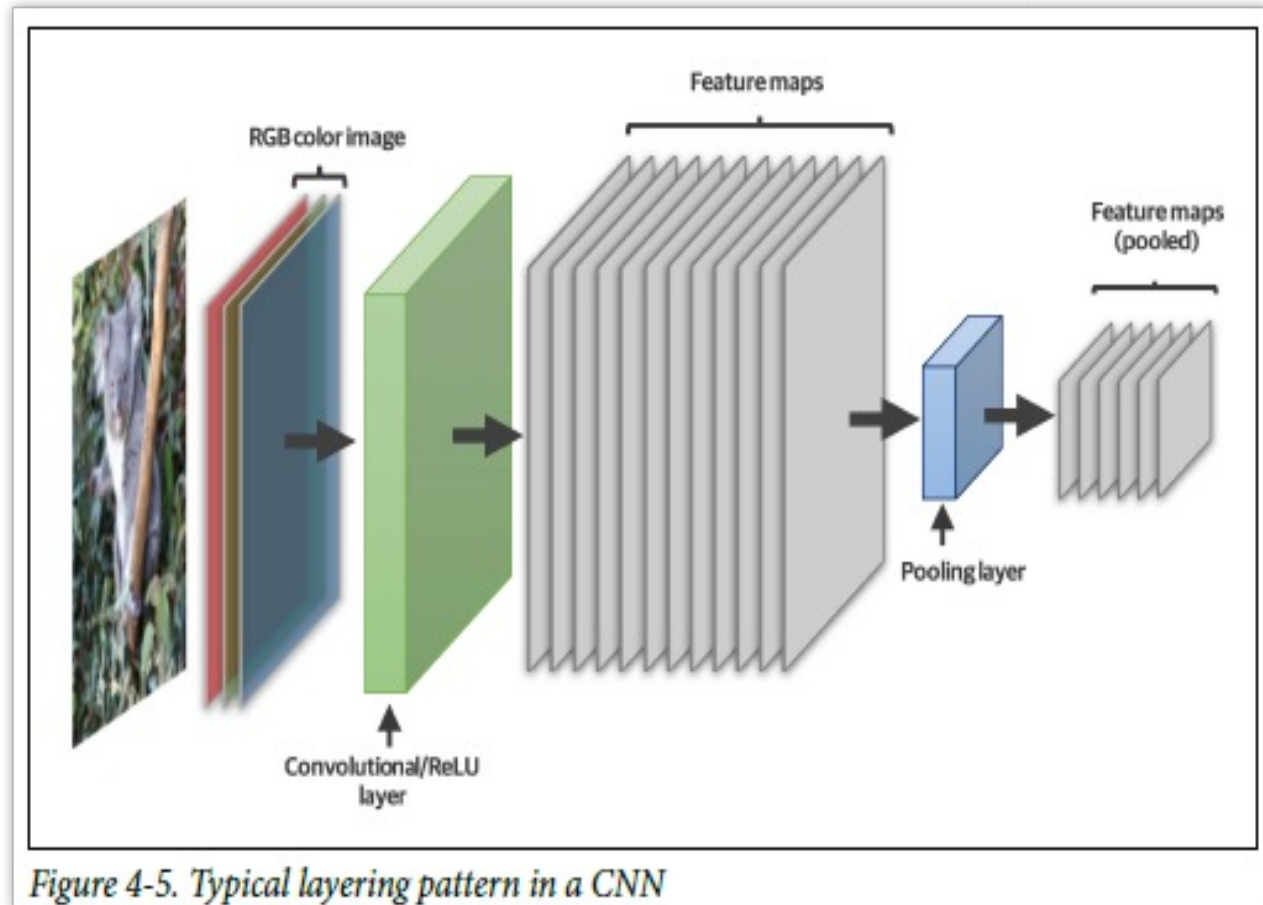 Feature maps
RGB color image
Feature maps
(pooled)
Pooling layer
Convolutional/ReLU
layer
Figure 4-5. Typical layering pattern in a CNN